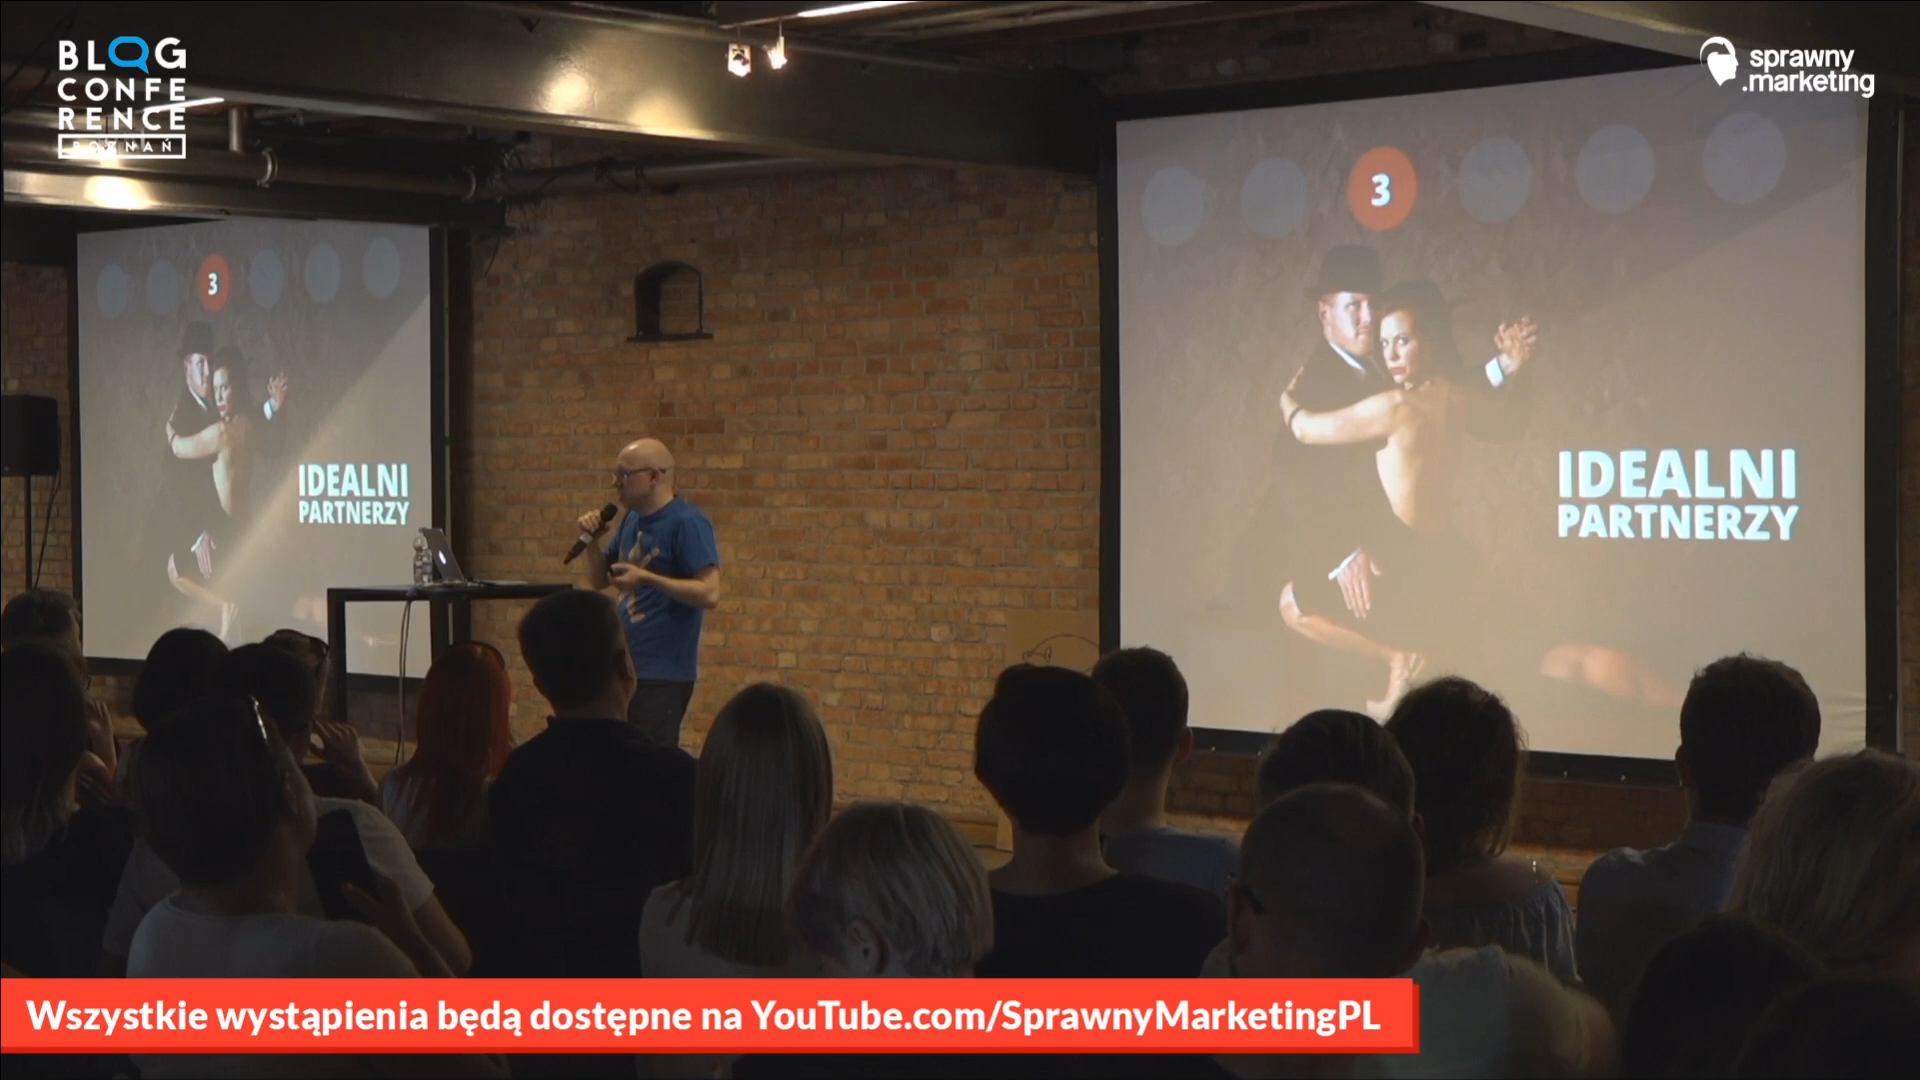 BLOG
CONFE
RENCE
POZNAŃ
sprawny
.marketing
3
IDEALNI
PARTNERZY
3
IDEALNI
PARTNERZY
Wszystkie wystąpienia będą dostępne na YouTube.com/SprawnyMarketingPL